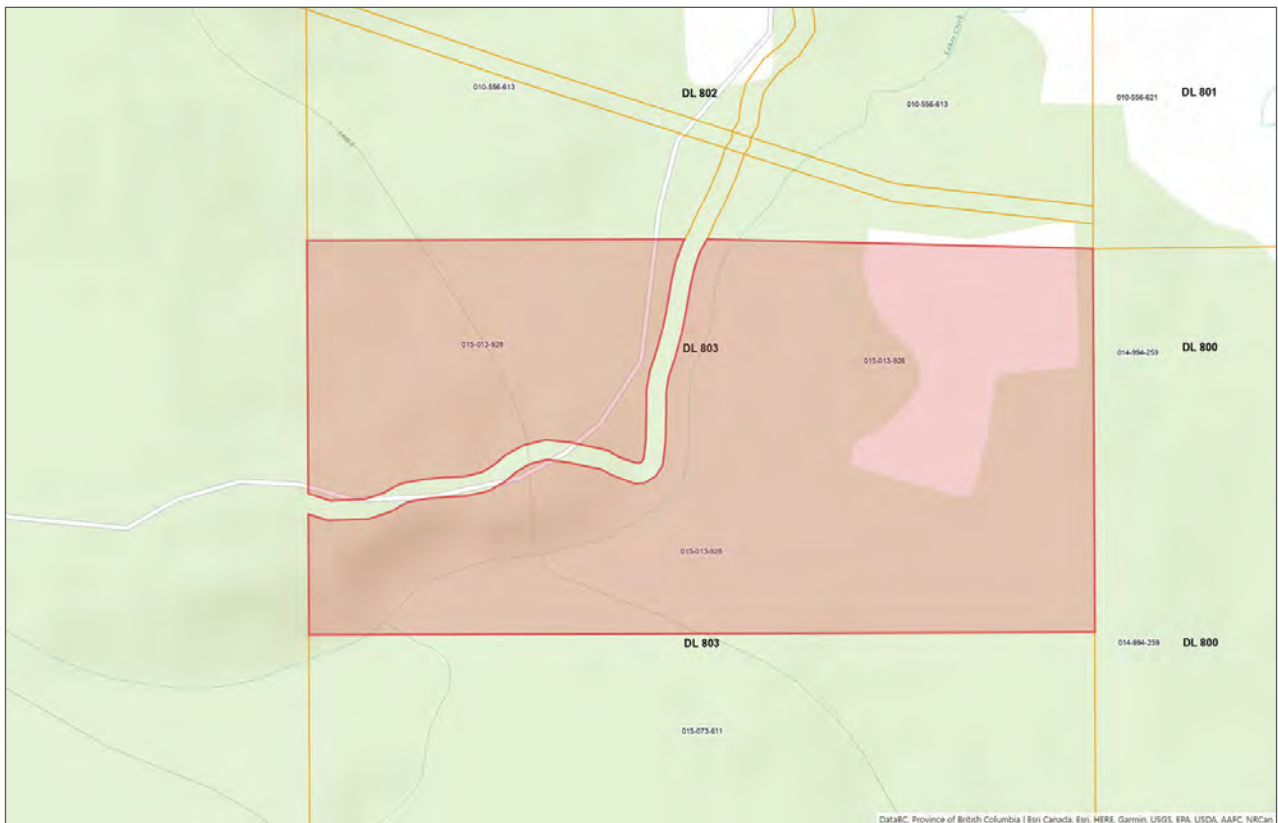 010-556-613
DL 802
010-556-613
010-556-621
DL 801
015-013-928
DL 803
015-013-928
014-994-259
DL 800
015-013-928
DL 803
014-994-259
DL 800
015-073-611
DataBC, Province of British Columbia | Esri Canada, Esri, HERE, Garmin, USGS, EPA, USDA, AAFC, NRCan